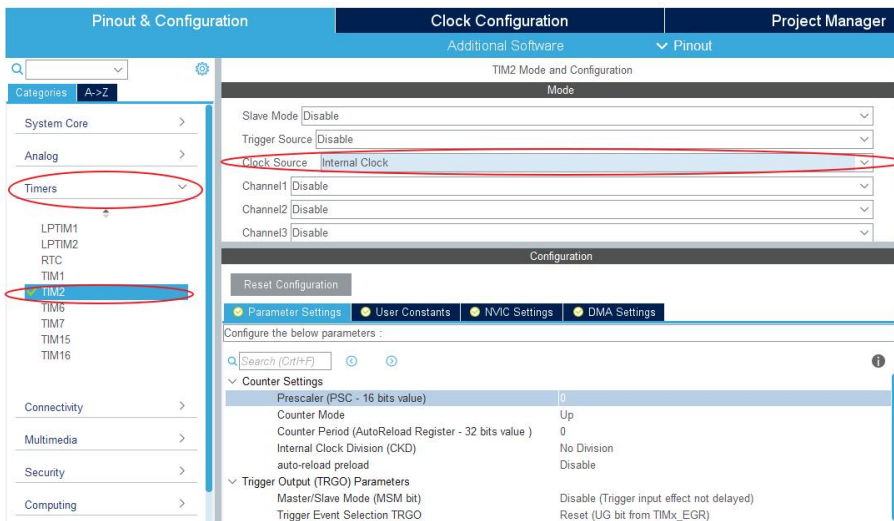 Pinout & Configuration Clock Configuration Project Manager
Additional Software Pinout
TIM2 Mode and Configuration
Categories A->Z
Mode
System Core
Analog
Timers
LPTIM1
LPTIM2
RTC
TIM1
TIM2
TIM6
TIM7
TIM15
TIM16
Connectivity
Multimedia
Security
Computing
Slave Mode Disable
Trigger Source Disable
Clock Source Internal Clock
Channel1 Disable
Channel2 Disable
Channel3 Disable
Configuration
Reset Configuration
Parameter Settings User Constants NVIC Settings DMA Settings
Configure the below parameters :
Search (Crtl+F)
Counter Settings
Prescaler (PSC - 16 bits value) 0
Counter Mode Up
Counter Period (AutoReload Register - 32 bits value ) 0
Internal Clock Division (CKD) No Division
auto-reload preload Disable
Trigger Output (TRGO) Parameters
Master/Slave Mode (MSM bit) Disable (Trigger input effect not delayed)
Trigger Event Selection TRGO Reset (UG bit from TIMx_EGR)